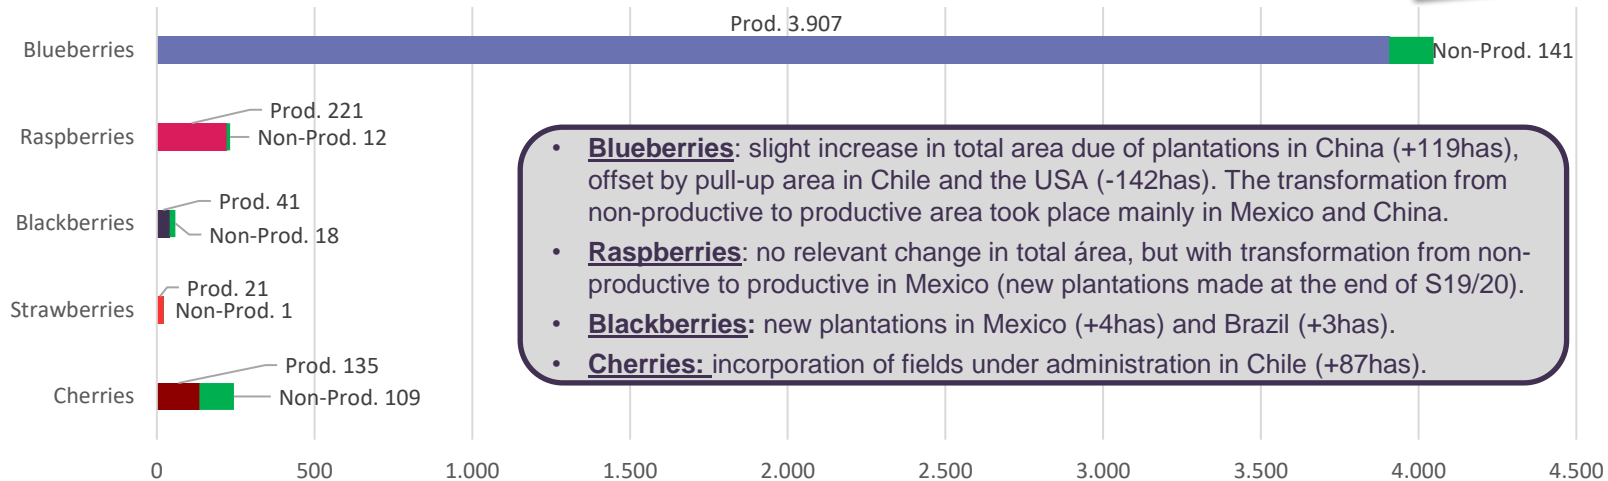 Prod. 3.907
Blueberries
Non-Prod. 141
Prod. 221
Raspberries
Non-Prod. 12
Prod. 41
Blackberries
Non-Prod. 18
Prod. 21
Strawberries
Non-Prod. 1
Prod. 135
Cherries
Non-Prod. 109
• Blueberries: slight increase in total area due of plantations in China (+119has),
offset by pull-up area in Chile and the USA (-142has). The transformation from
non-productive to productive area took place mainly in Mexico and China.
• Raspberries: no relevant change in total área, but with transformation from non-
productive to productive in Mexico (new plantations made at the end of S19/20).
• Blackberries: new plantations in Mexico (+4has) and Brazil (+3has).
• Cherries: incorporation of fields under administration in Chile (+87has).
0 500 1.000 1.500 2.000 2.500 3.000 3.500 4.000 4.500